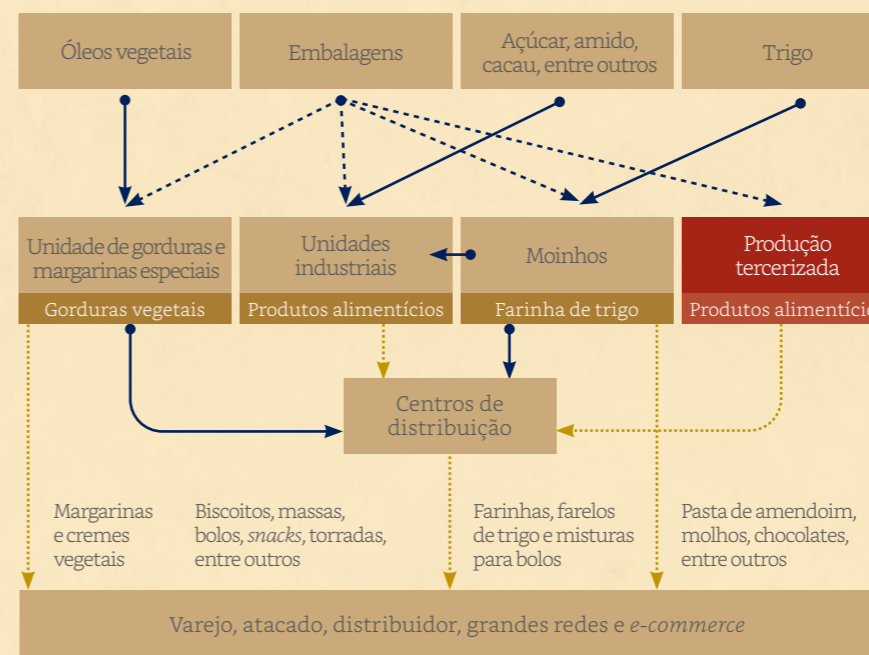 Óleos vegetais
Embalagens
Açúcar, amido,
cacau, entre outros
Trigo
Unidade de gorduras e
margarinas especiais
Gorduras vegetais
Unidades
industriais
Produtos alimentícios
Moinhos
Farinha de trigo
Produção
tercerizada
Produtos alimentício
Centros de
distribuição
Margarinas
e cremes
vegetais
Biscoitos, massas,
bolos, snacks, torradas,
entre outros
Farinhas, farelos
de trigo e misturas
para bolos
Pasta de amendoim,
molhos, chocolates,
entre outros
Varejo, atacado, distribuidor, grandes redes e e-commerce